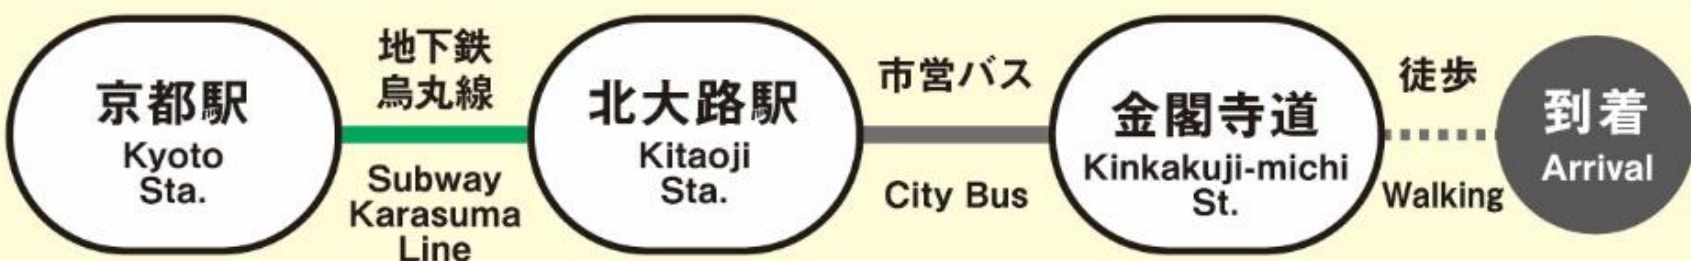 京都駅
Kyoto
Sta.
地下鉄
烏丸線
Subway
Karasuma
Line
北大路駅
Kitaoji
Sta.
市営バス
City Bus
金閣寺道
Kinkakuji-michi
St.
徒歩
Walking
到着
Arrival